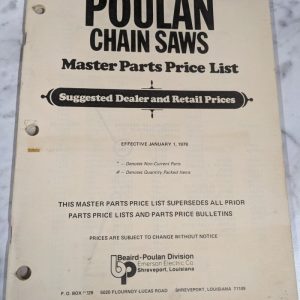 POULAN
CHAIN SAWS
Master Parts Price List
Suggested Dealer and Retail Prices
EFFECTIVE JANUARY 1, 1978
* - Denotes Non-Current Parts
# - Denotes Quantity Packed Items
THIS MASTER PARTS PRICE LIST SUPERSEDES ALL PRIOR
PARTS PRICE LISTS AND PARTS PRICE BULLETINS
PRICES ARE SUBJECT TO CHANGE WITHOUT NOTICE
bp
Beaird-Poulan Division
Emerson Electric Co.
Shreveport, Louisiana
P. O. BOX 5020 FLOURNOY-LUCAS ROAD SHREVEPORT, LOUISIANA